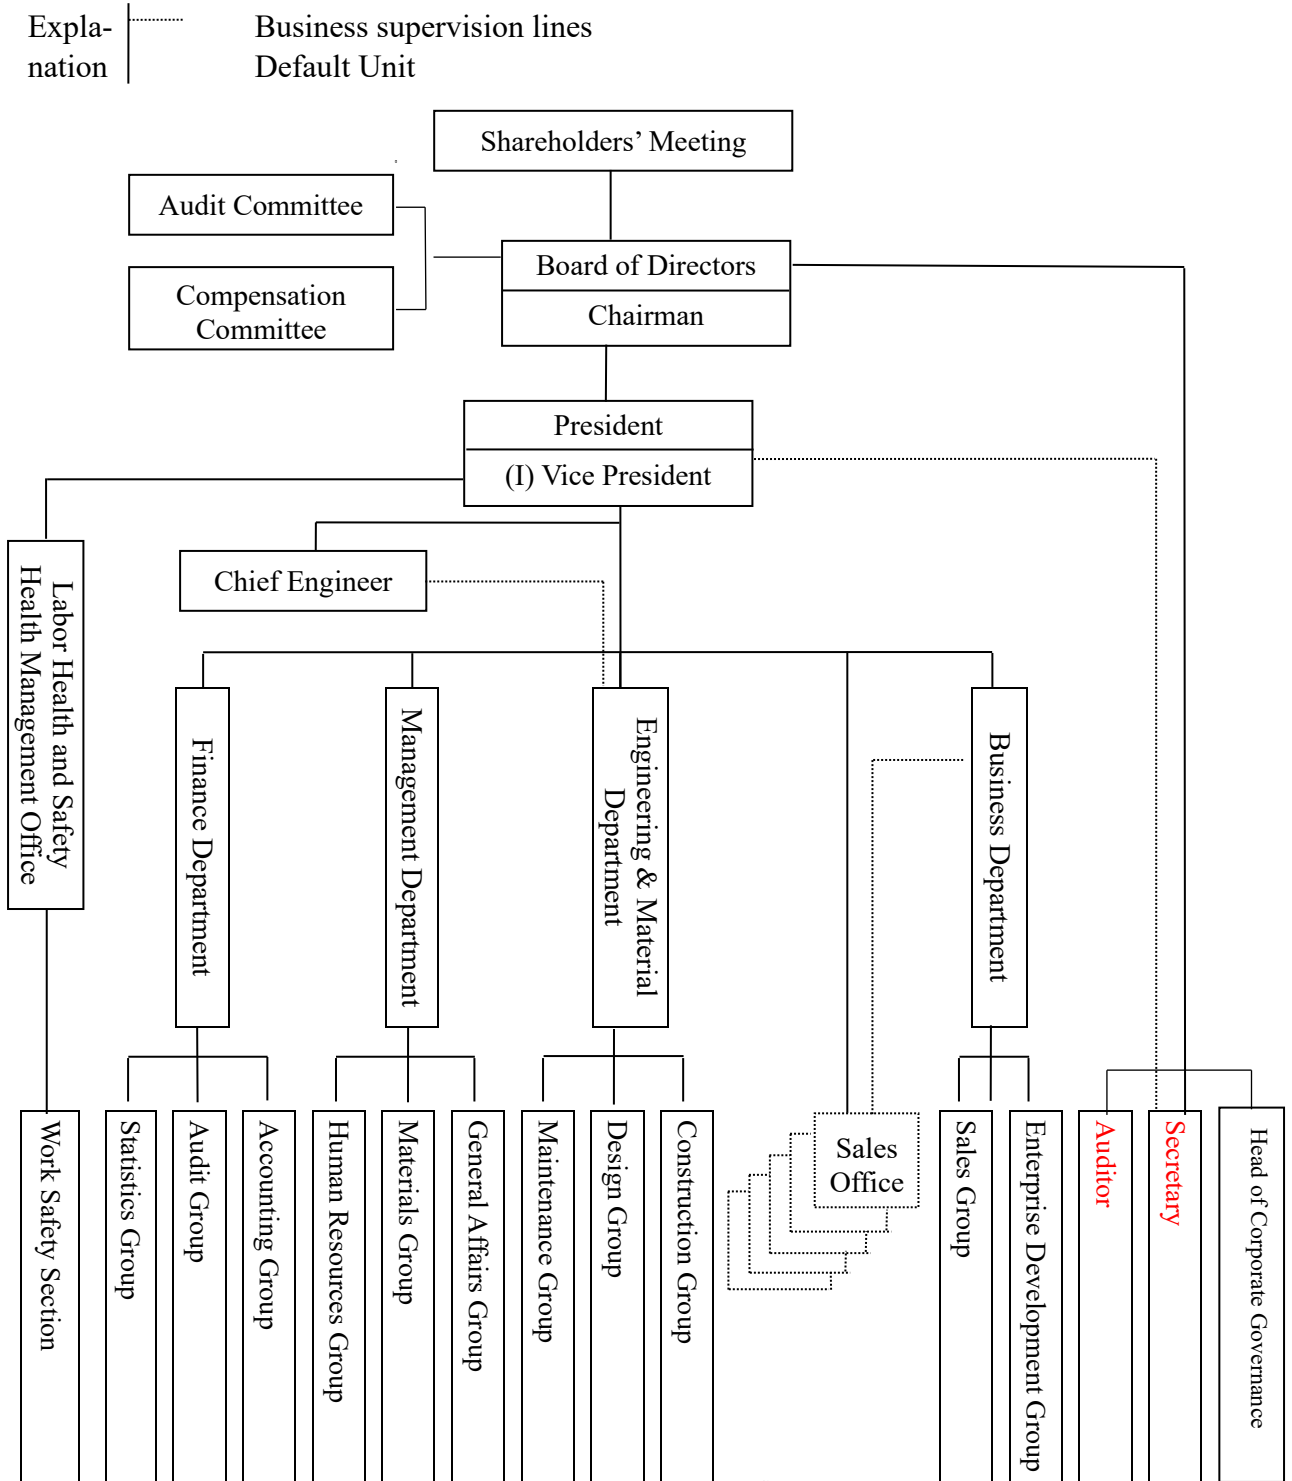 Expla-
nation
Business supervision lines
Default Unit
Shareholders’ Meeting
Audit Committee
Compensation
Committee
Board of Directors
Chairman
President
(I) Vice President
Chief Engineer
Labor Health and Safety
Health Management Office
Finance Department
Management Department
Engineering & Material
Department
Business Department
Work Safety Section
Statistics Group
Audit Group
Accounting Group
Human Resources Group
Materials Group
General Affairs Group
Maintenance Group
Design Group
Construction Group
Sales
Office
Sales Group
Enterprise Development Group
Auditor
Secretary
Head of Corporate Governance